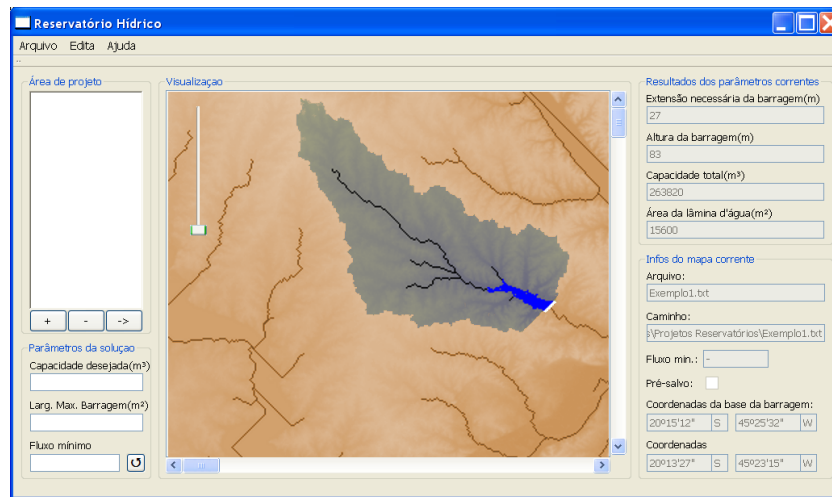 Reservatório Hídrico
Arquivo Edita Ajuda
..
Área de projeto
+ - ->
Parâmetros da soluçao
Capacidade desejada(m³)
Larg. Max. Barragem(m²)
Fluxo mínimo
Visualizaçao
Resultados dos parâmetros correntes
Extensão necessária da barragem(m)
27
Altura da barragem(m)
83
Capacidade total(m³)
263820
Área da lâmina d'água(m²)
15600
Infos do mapa corrente
Arquivo:
Exemplo1.txt
Caminho:
\Projetos Reservatórios\Exemplo1.txt
Fluxo min.: -
Pré-salvo:
Coordenadas da base da barragem:
20º15'12" S 45º25'32" W
Coordenadas
20º13'27" S 45º23'15" W